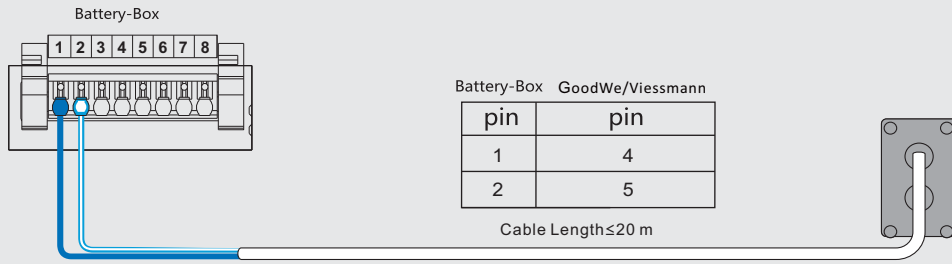 Battery-Box
1 2 3 4 5 6 7 8
Battery-Box GoodWe/Viessmann
pin pin
1 4
2 5
Cable Length≤20 m